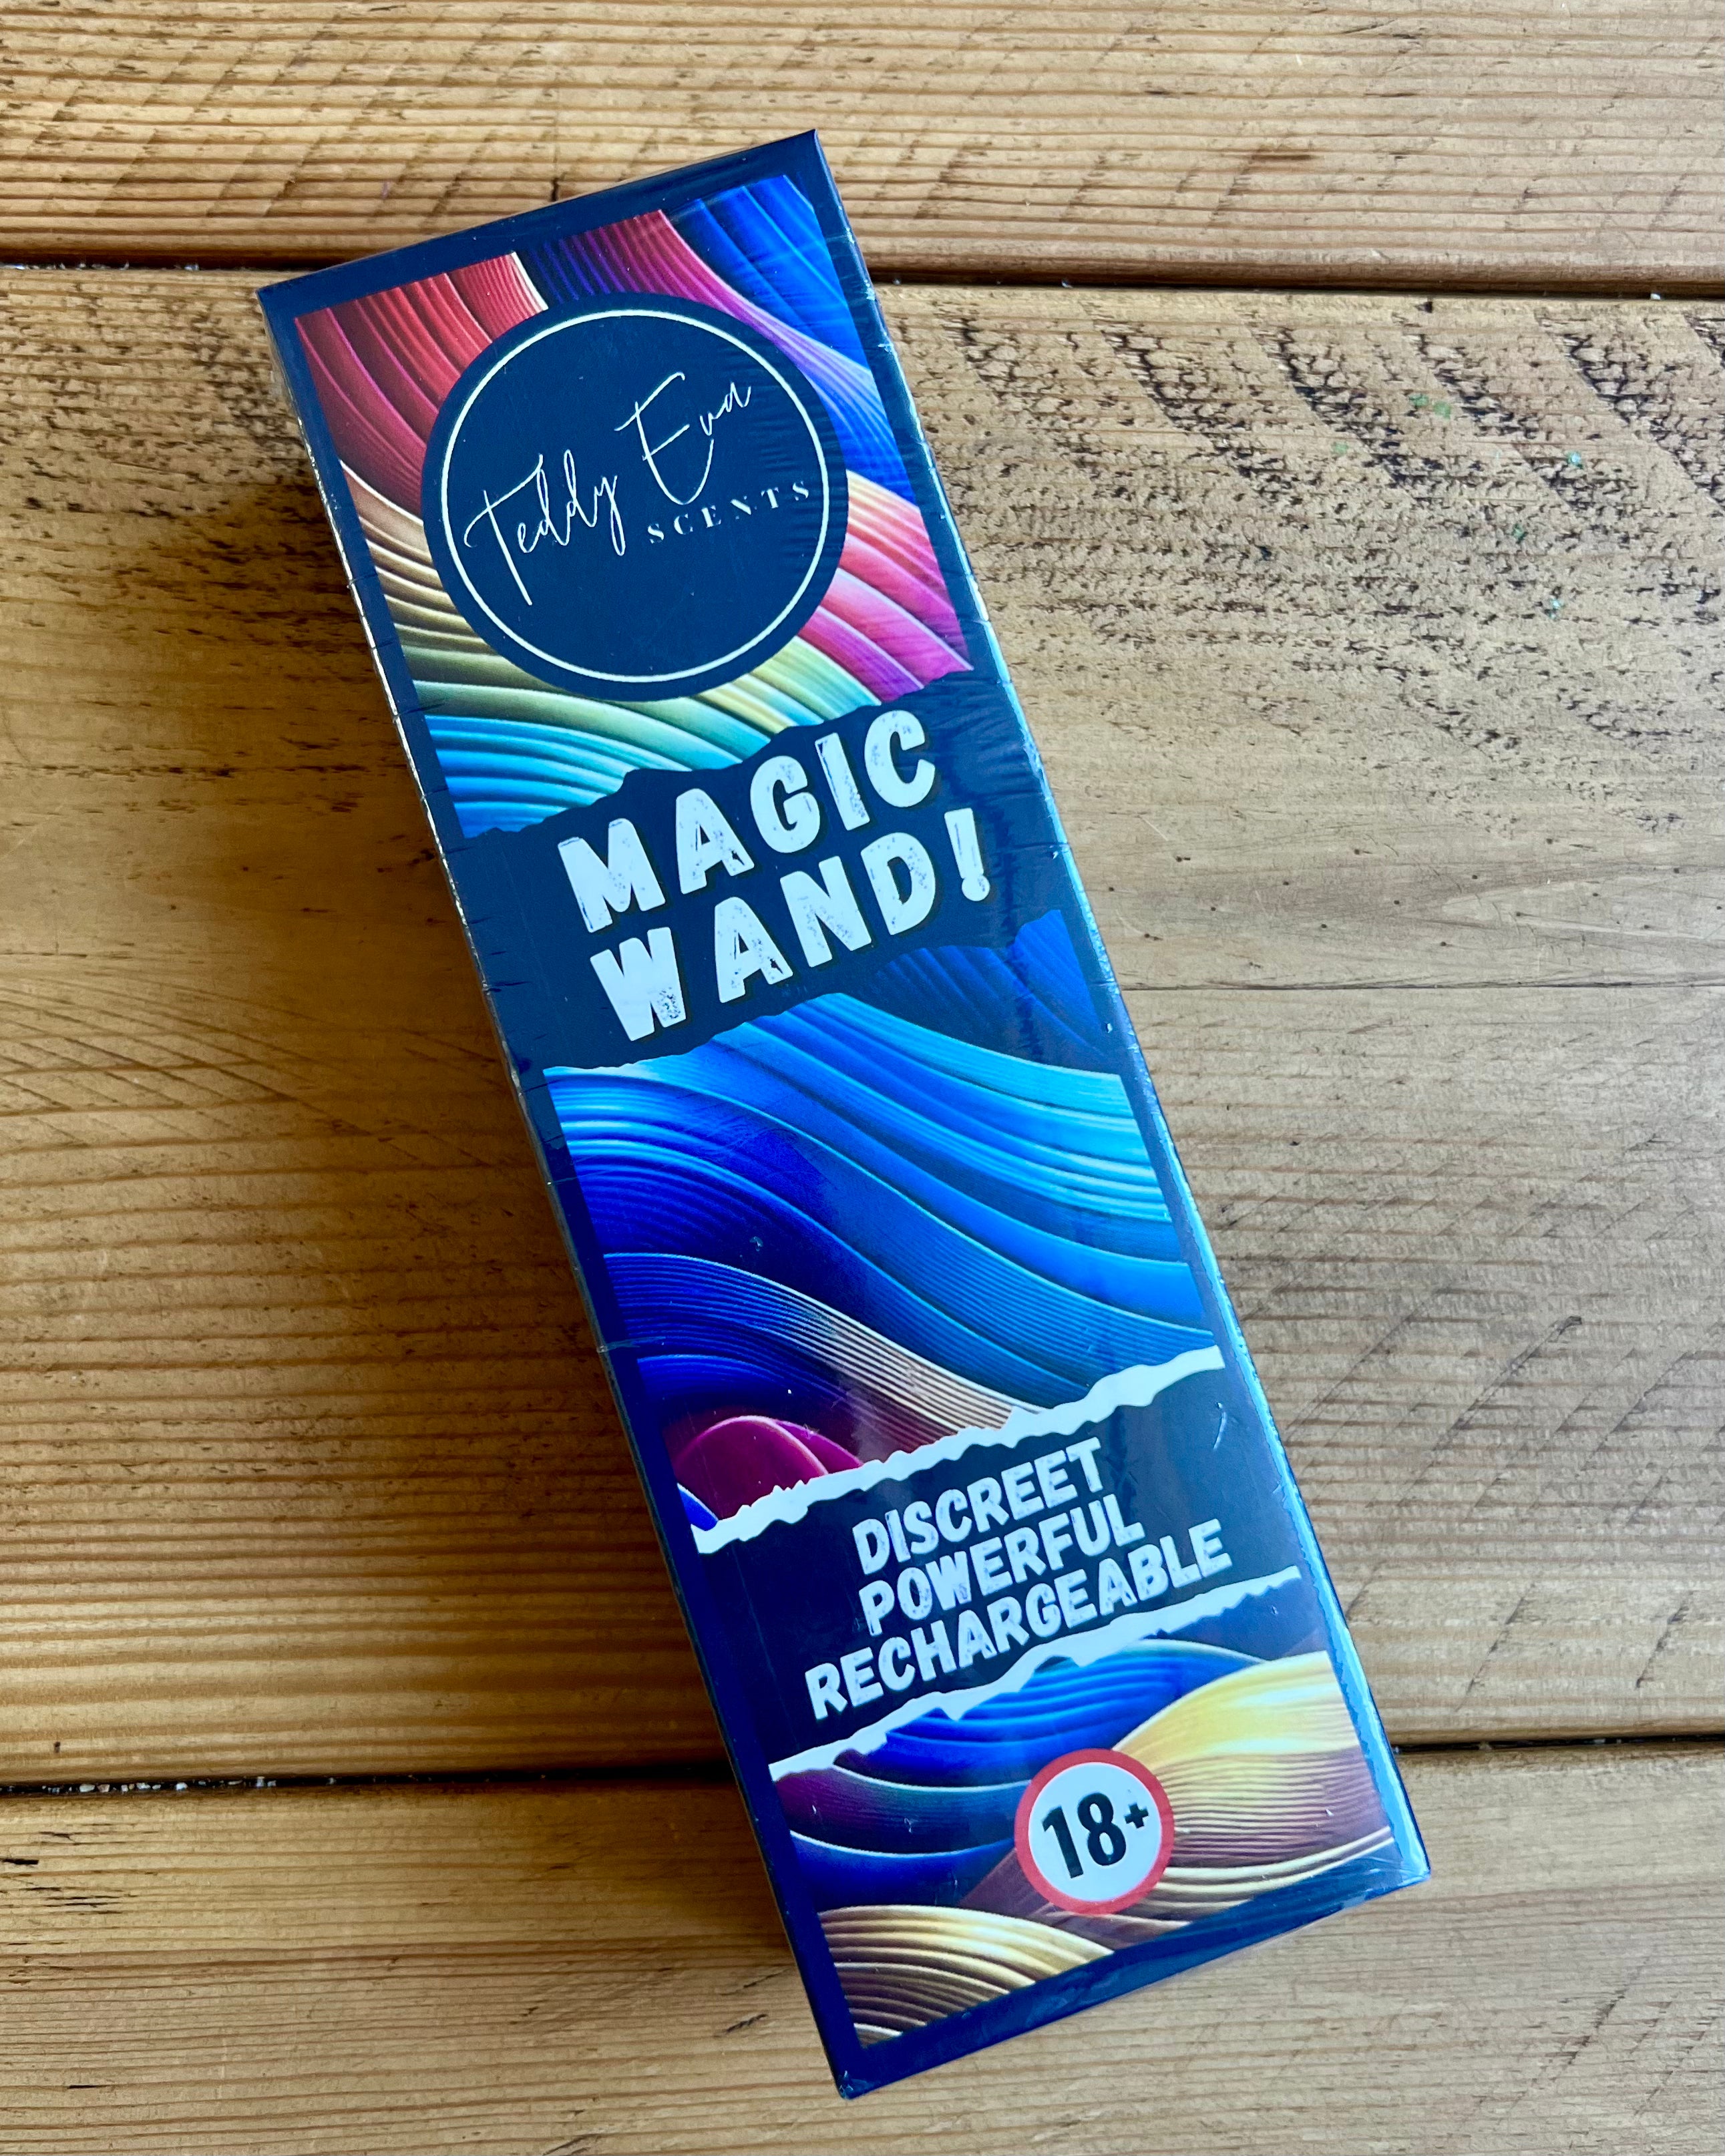 Teddy Eva
SCENTS
MAGIC
WAND!
DISCREET
POWERFUL
RECHARGEABLE
18+